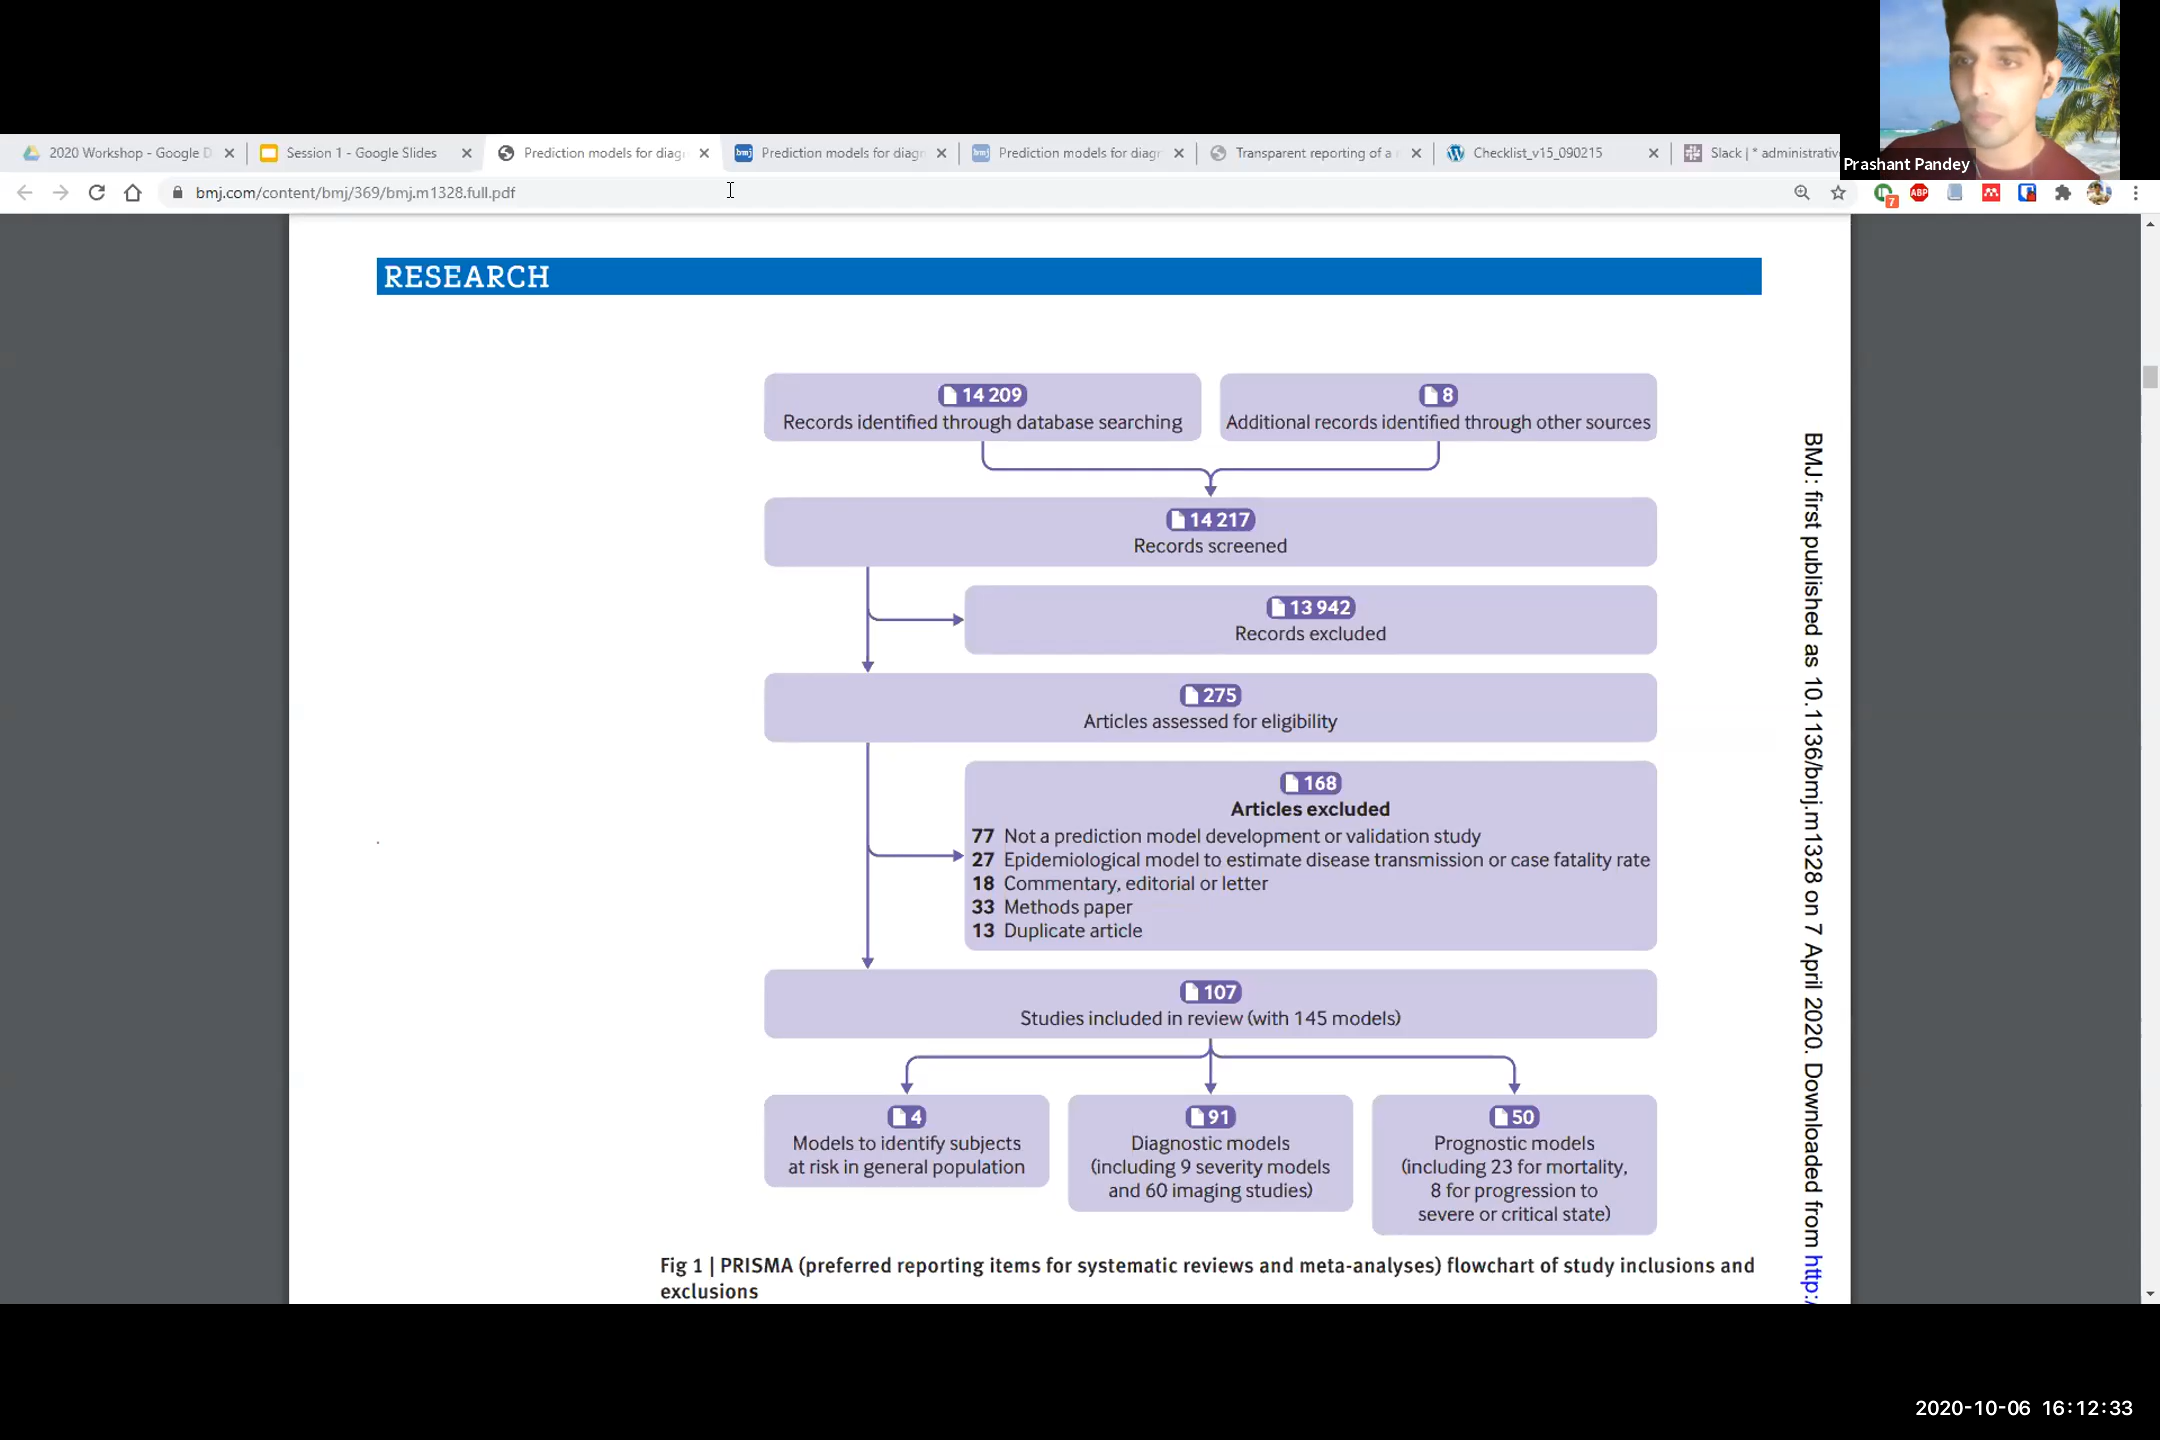 Prashant Pandey
2020 Workshop - Google D
Session 1 - Google Slides
Prediction models for diag
bmj
Prediction models for diagn
bmj
Prediction models for diagr
Transparent reporting of a
Checklist_v15_090215
Slack | * administrativ
bmj.com/content/bmj/369/bmj.m1328.full.pdf
7
ABP
RESEARCH
14 209
Records identified through database searching
8
Additional records identified through other sources
14 217
Records screened
13 942
Records excluded
275
Articles assessed for eligibility
168
Articles excluded
77 Not a prediction model development or validation study
27 Epidemiological model to estimate disease transmission or case fatality rate
18 Commentary, editorial or letter
33 Methods paper
13 Duplicate article
107
Studies included in review (with 145 models)
4
Models to identify subjects
at risk in general population
91
Diagnostic models
(including 9 severity models
and 60 imaging studies)
50
Prognostic models
(including 23 for mortality,
8 for progression to
severe or critical state)
Fig 1 | PRISMA (preferred reporting items for systematic reviews and meta-analyses) flowchart of study inclusions and
exclusions
BMJ: first published as 10.1136/bmj.m1328 on 7 April 2020. Downloaded from http:/
2020-10-06 16:12:33